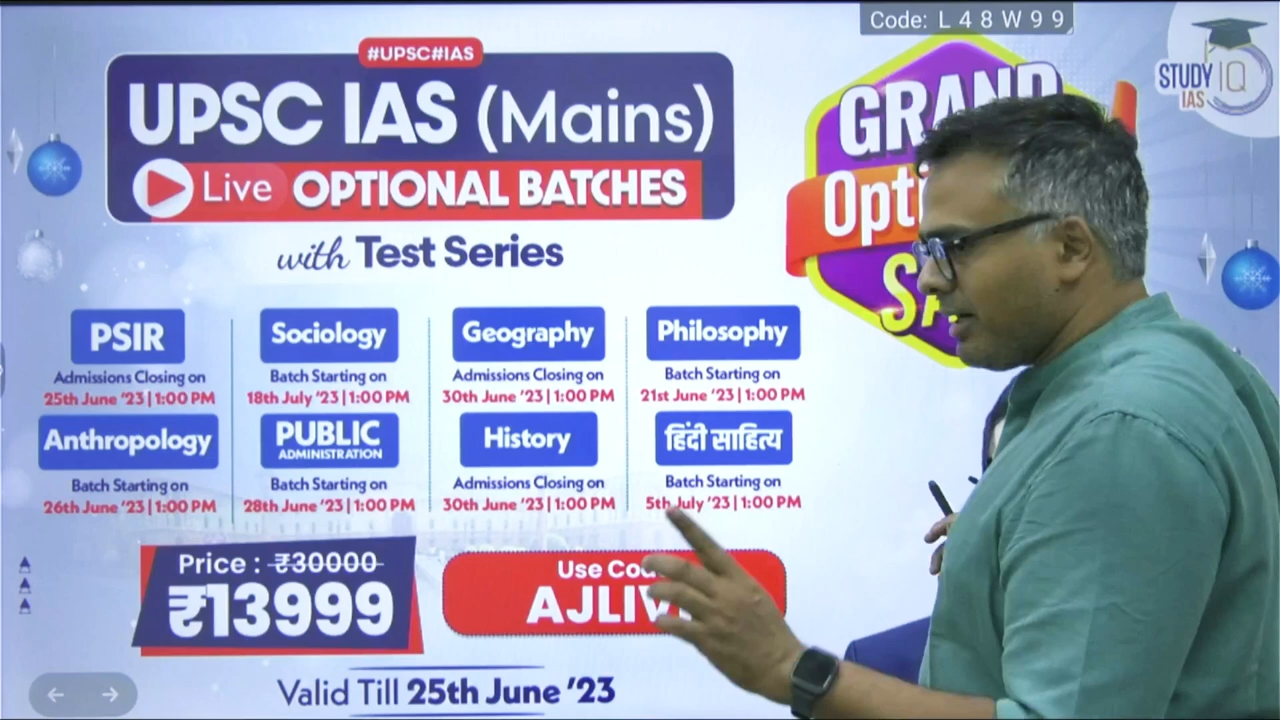 Code: L 4 8 W 9 9
#UPSC#IAS
UPSC IAS (Mains)
Live OPTIONAL BATCHES
with Test Series
GRAND
STUDY IQ
IAS
PSIR
Admissions Closing on
25th June '23 | 1:00 PM
Sociology
Batch Starting on
18th July '23 | 1:00 PM
Geography
Admissions Closing on
30th June '23 | 1:00 PM
Philosophy
Batch Starting on
21st June '23 | 1:00 PM
Anthropology
Batch Starting on
26th June '23 | 1:00 PM
PUBLIC
ADMINISTRATION
Batch Starting on
28th June '23 | 1:00 PM
History
Admissions Closing on
30th June '23 | 1:00 PM
हिंदी साहित्य
Batch Starting on
5th July '23 | 1:00 PM
Price : ₹30000
₹13999
Use
Valid Till 25th June '23